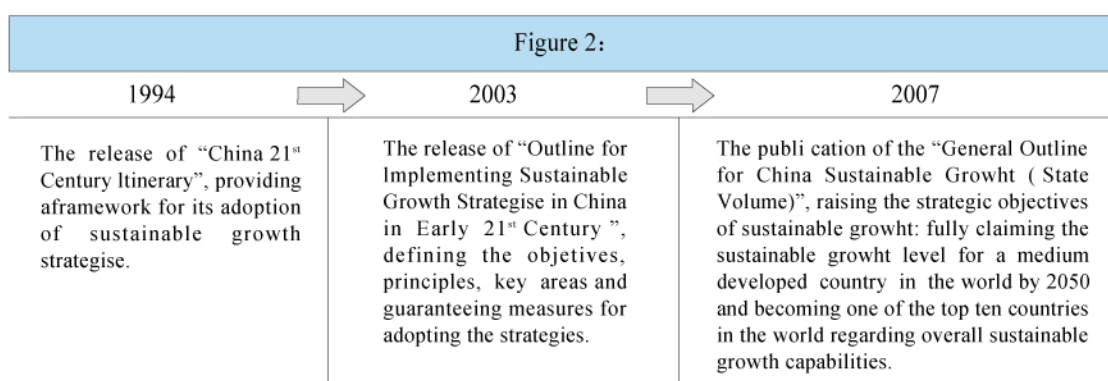 Figure 2:
1994
2003
2007
The release of “China 21st
Century Itinerary”, providing
aframework for its adoption
of sustainable growth
strategise.
The release of “Outline for
Implementing Sustainable
Growth Strategise in China
in Early 21st Century ”,
defining the objetives,
principles, key areas and
guaranteeing measures for
adopting the strategies.
The publi cation of the “General Outline
for China Sustainable Growht ( State
Volume)”, raising the strategic objectives
of sustainable growht: fully claiming the
sustainable growht level for a medium
developed country in the world by 2050
and becoming one of the top ten countries
in the world regarding overall sustainable
growth capabilities.